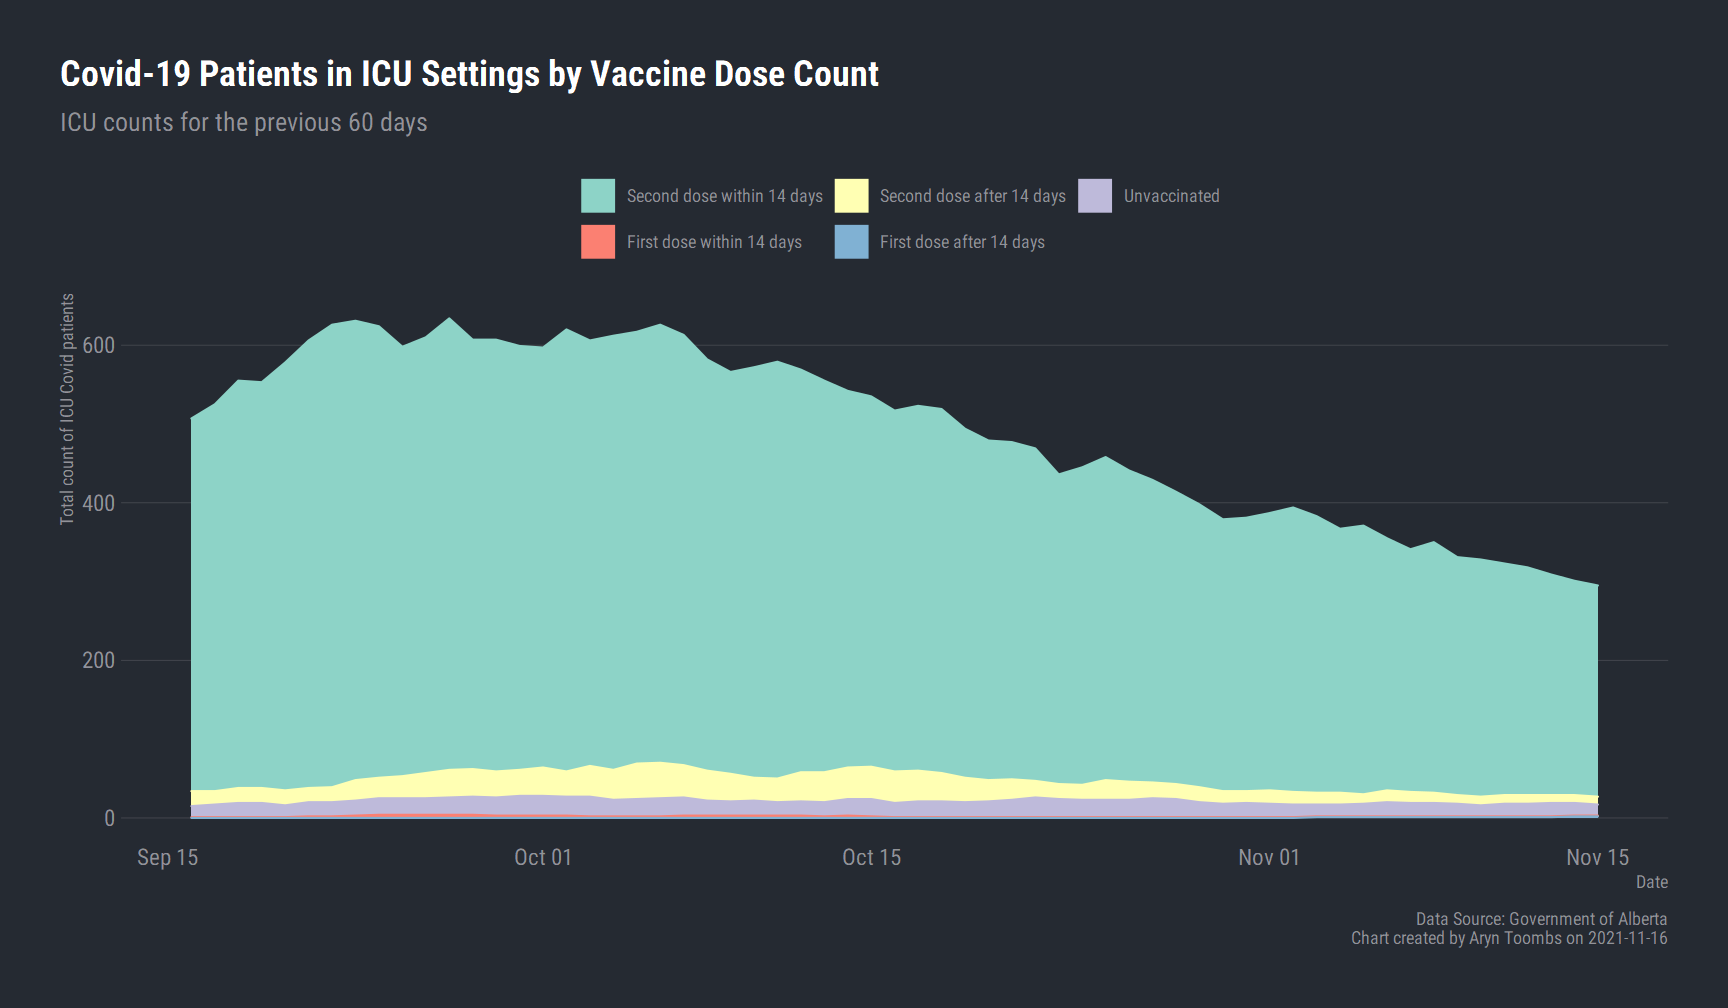 Covid-19 Patients in ICU Settings by Vaccine Dose Count
ICU counts for the previous 60 days
Second dose within 14 days
Second dose after 14 days
Unvaccinated
First dose within 14 days
First dose after 14 days
Total count of ICU Covid patients
600
400
200
0
Sep 15
Oct 01
Oct 15
Nov 01
Nov 15
Date
Data Source: Government of Alberta
Chart created by Aryn Toombs on 2021-11-16